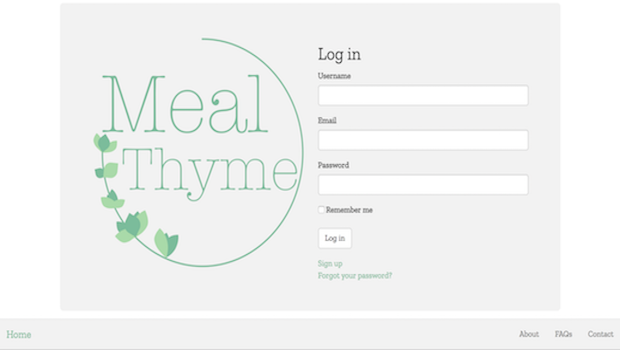 Meal
Thyme
Log in
Username
Email
Password
Remember me
Log in
Sign up
Forgot your password?
Home
About
FAQs
Contact